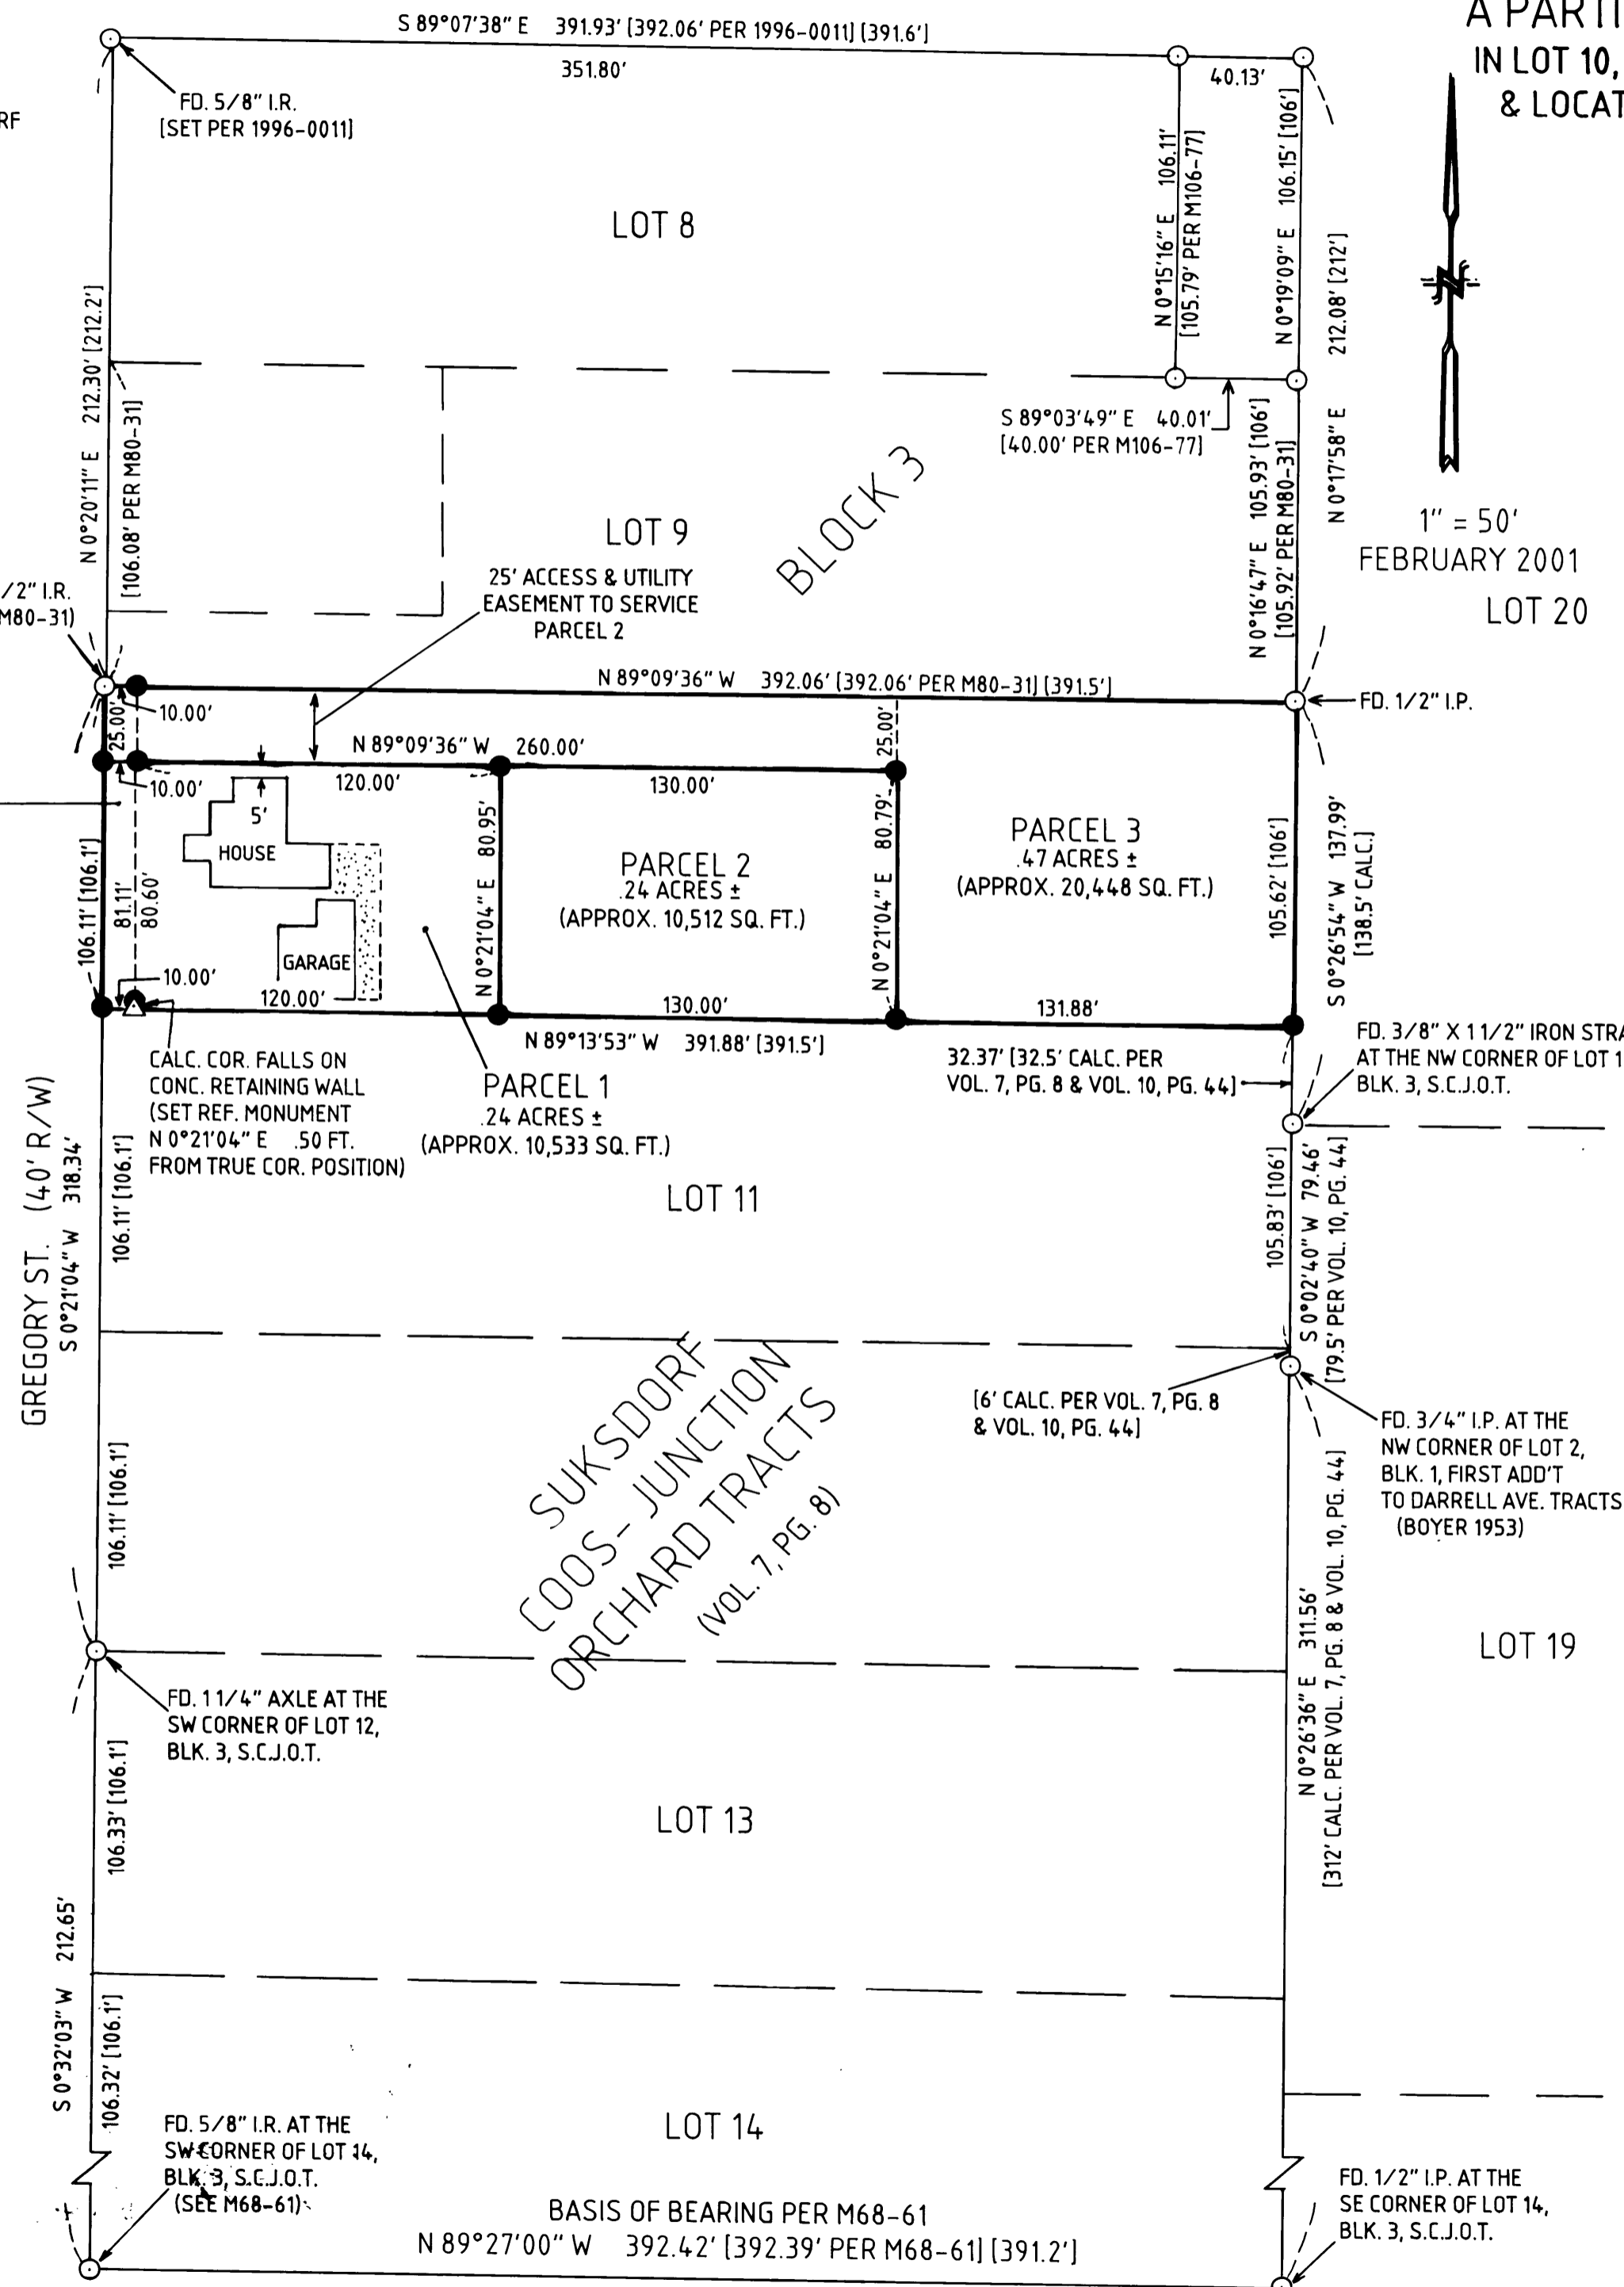 A PARTI
IN LOT 10,
& LOCAT
RF
S 89°07'38" E 391.93' [392.06' PER 1996-0011] [391.6']
351.80'
40.13'
FD. 5/8" I.R.
[SET PER 1996-0011]
N 0°15'16" E 106.11'
[105.79' PER M106-77]
N 0°19'09" E 106.15' [106']
212.08' [212']
N 0°17'58" E
LOT 8
N 0°20'11" E 212.30' [212.2']
[106.08' PER M80-31]
S 89°03'49" E 40.01'
[40.00' PER M106-77]
N 0°16'47" E 105.93' [106']
[105.92' PER M80-31]
1" = 50'
FEBRUARY 2001
LOT 20
BLOCK 3
LOT 9
25' ACCESS & UTILITY
EASEMENT TO SERVICE
PARCEL 2
/2" I.R.
M80-31)
N 89°09'36" W 392.06' [392.06' PER M80-31] [391.5']
FD. 1/2" I.P.
25.00'
10.00'
N 89°09'36" W 260.00'
25.00'
10.00'
120.00'
130.00'
5'
HOUSE
GARAGE
106.11' [106.1']
81.11'
80.60'
10.00'
120.00'
N 0°21'04" E 80.95'
PARCEL 2
.24 ACRES ±
(APPROX. 10,512 SQ. FT.)
N 0°21'04" E 80.79'
PARCEL 3
.47 ACRES ±
(APPROX. 20,448 SQ. FT.)
105.62' [106']
S 0°26'54" W 137.99'
[138.5' CALC.]
130.00'
131.88'
N 89°13'53" W 391.88' [391.5']
CALC. COR. FALLS ON
CONC. RETAINING WALL
(SET REF. MONUMENT
N 0°21'04" E .50 FT.
FROM TRUE COR. POSITION)
PARCEL 1
.24 ACRES ±
(APPROX. 10,533 SQ. FT.)
32.37' [32.5' CALC. PER
VOL. 7, PG. 8 & VOL. 10, PG. 44]
FD. 3/8" X 1 1/2" IRON STRA
AT THE NW CORNER OF LOT 1
BLK. 3, S.C.J.O.T.
GREGORY ST. (40' R/W)
S 0°21'04" W 318.34'
106.11' [106.1']
LOT 11
105.83' [106']
S 0°02'40" W 79.46'
[79.5' PER VOL. 10, PG. 44]
SUKSDORF
COOS-JUNCTION
ORCHARD TRACTS
(VOL. 7, PG. 8)
[6' CALC. PER VOL. 7, PG. 8
& VOL. 10, PG. 44]
FD. 3/4" I.P. AT THE
NW CORNER OF LOT 2,
BLK. 1, FIRST ADD'T
TO DARRELL AVE. TRACTS
(BOYER 1953)
106.11' [106.1']
N 0°26'36" E 311.56'
[312' CALC. PER VOL. 7, PG. 8 & VOL. 10, PG. 44]
LOT 19
FD. 1 1/4" AXLE AT THE
SW CORNER OF LOT 12,
BLK. 3, S.C.J.O.T.
106.33' [106.1']
LOT 13
S 0°32'03" W 212.65'
106.32' [106.1']
LOT 14
FD. 5/8" I.R. AT THE
SW CORNER OF LOT 14,
BLK. 3, S.C.J.O.T.
(SEE M68-61)
BASIS OF BEARING PER M68-61
N 89°27'00" W 392.42' [392.39' PER M68-61] [391.2']
FD. 1/2" I.P. AT THE
SE CORNER OF LOT 14,
BLK. 3, S.C.J.O.T.